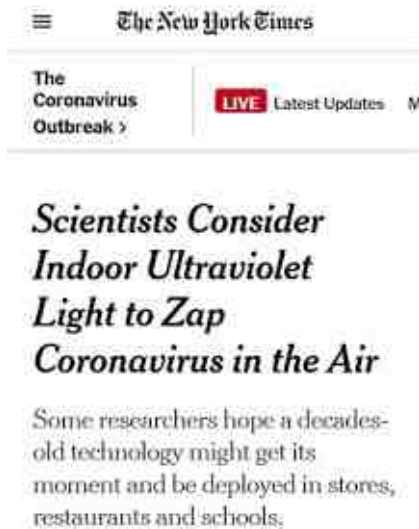 The New York Times
The
Coronavirus
Outbreak >
LIVE Latest Updates M
Scientists Consider
Indoor Ultraviolet
Light to Zap
Coronavirus in the Air
Some researchers hope a decades-
old technology might get its
moment and be deployed in stores,
restaurants and schools.